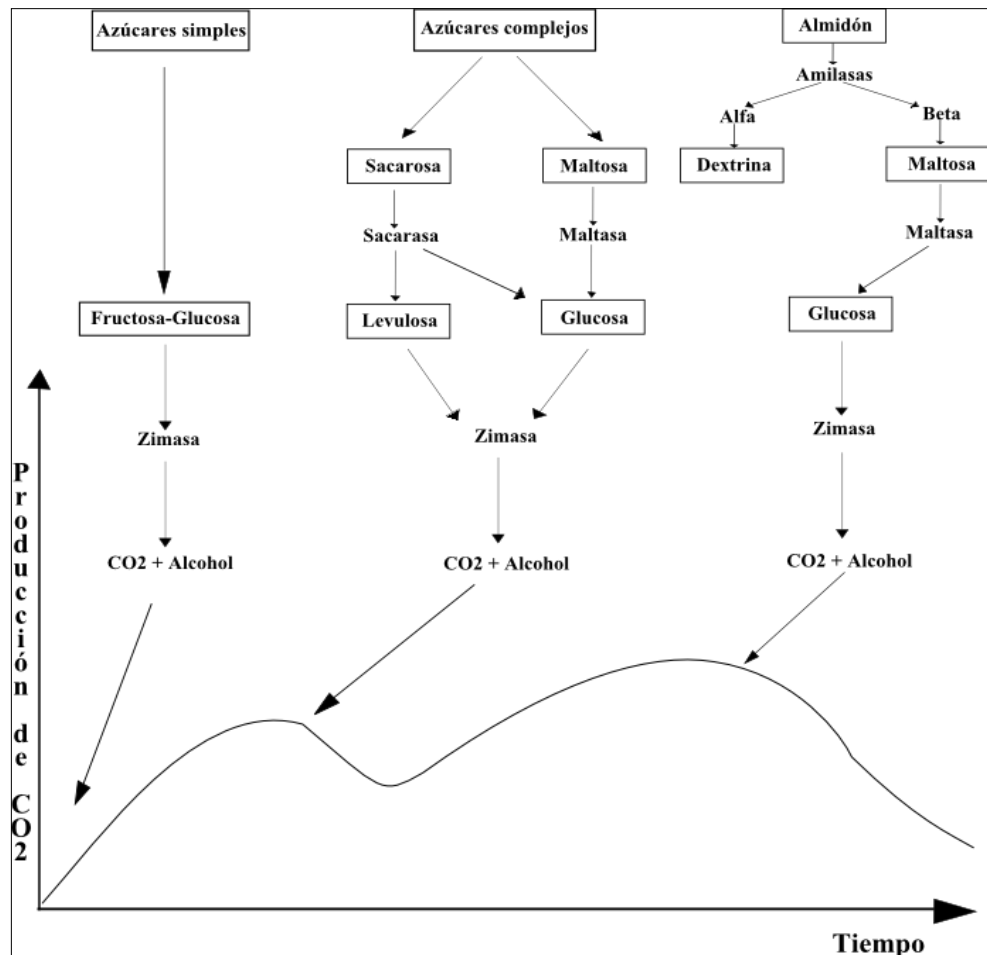 Azúcares simples
Azúcares complejos
Almidón
Amilasas
Alfa
Beta
Sacarosa
Maltosa
Dextrina
Maltosa
Sacarasa
Maltasa
Maltasa
Fructosa-Glucosa
Levulosa
Glucosa
Glucosa
Zimasa
Zimasa
Zimasa
CO2 + Alcohol
CO2 + Alcohol
CO2 + Alcohol
Producción de CO2
Tiempo